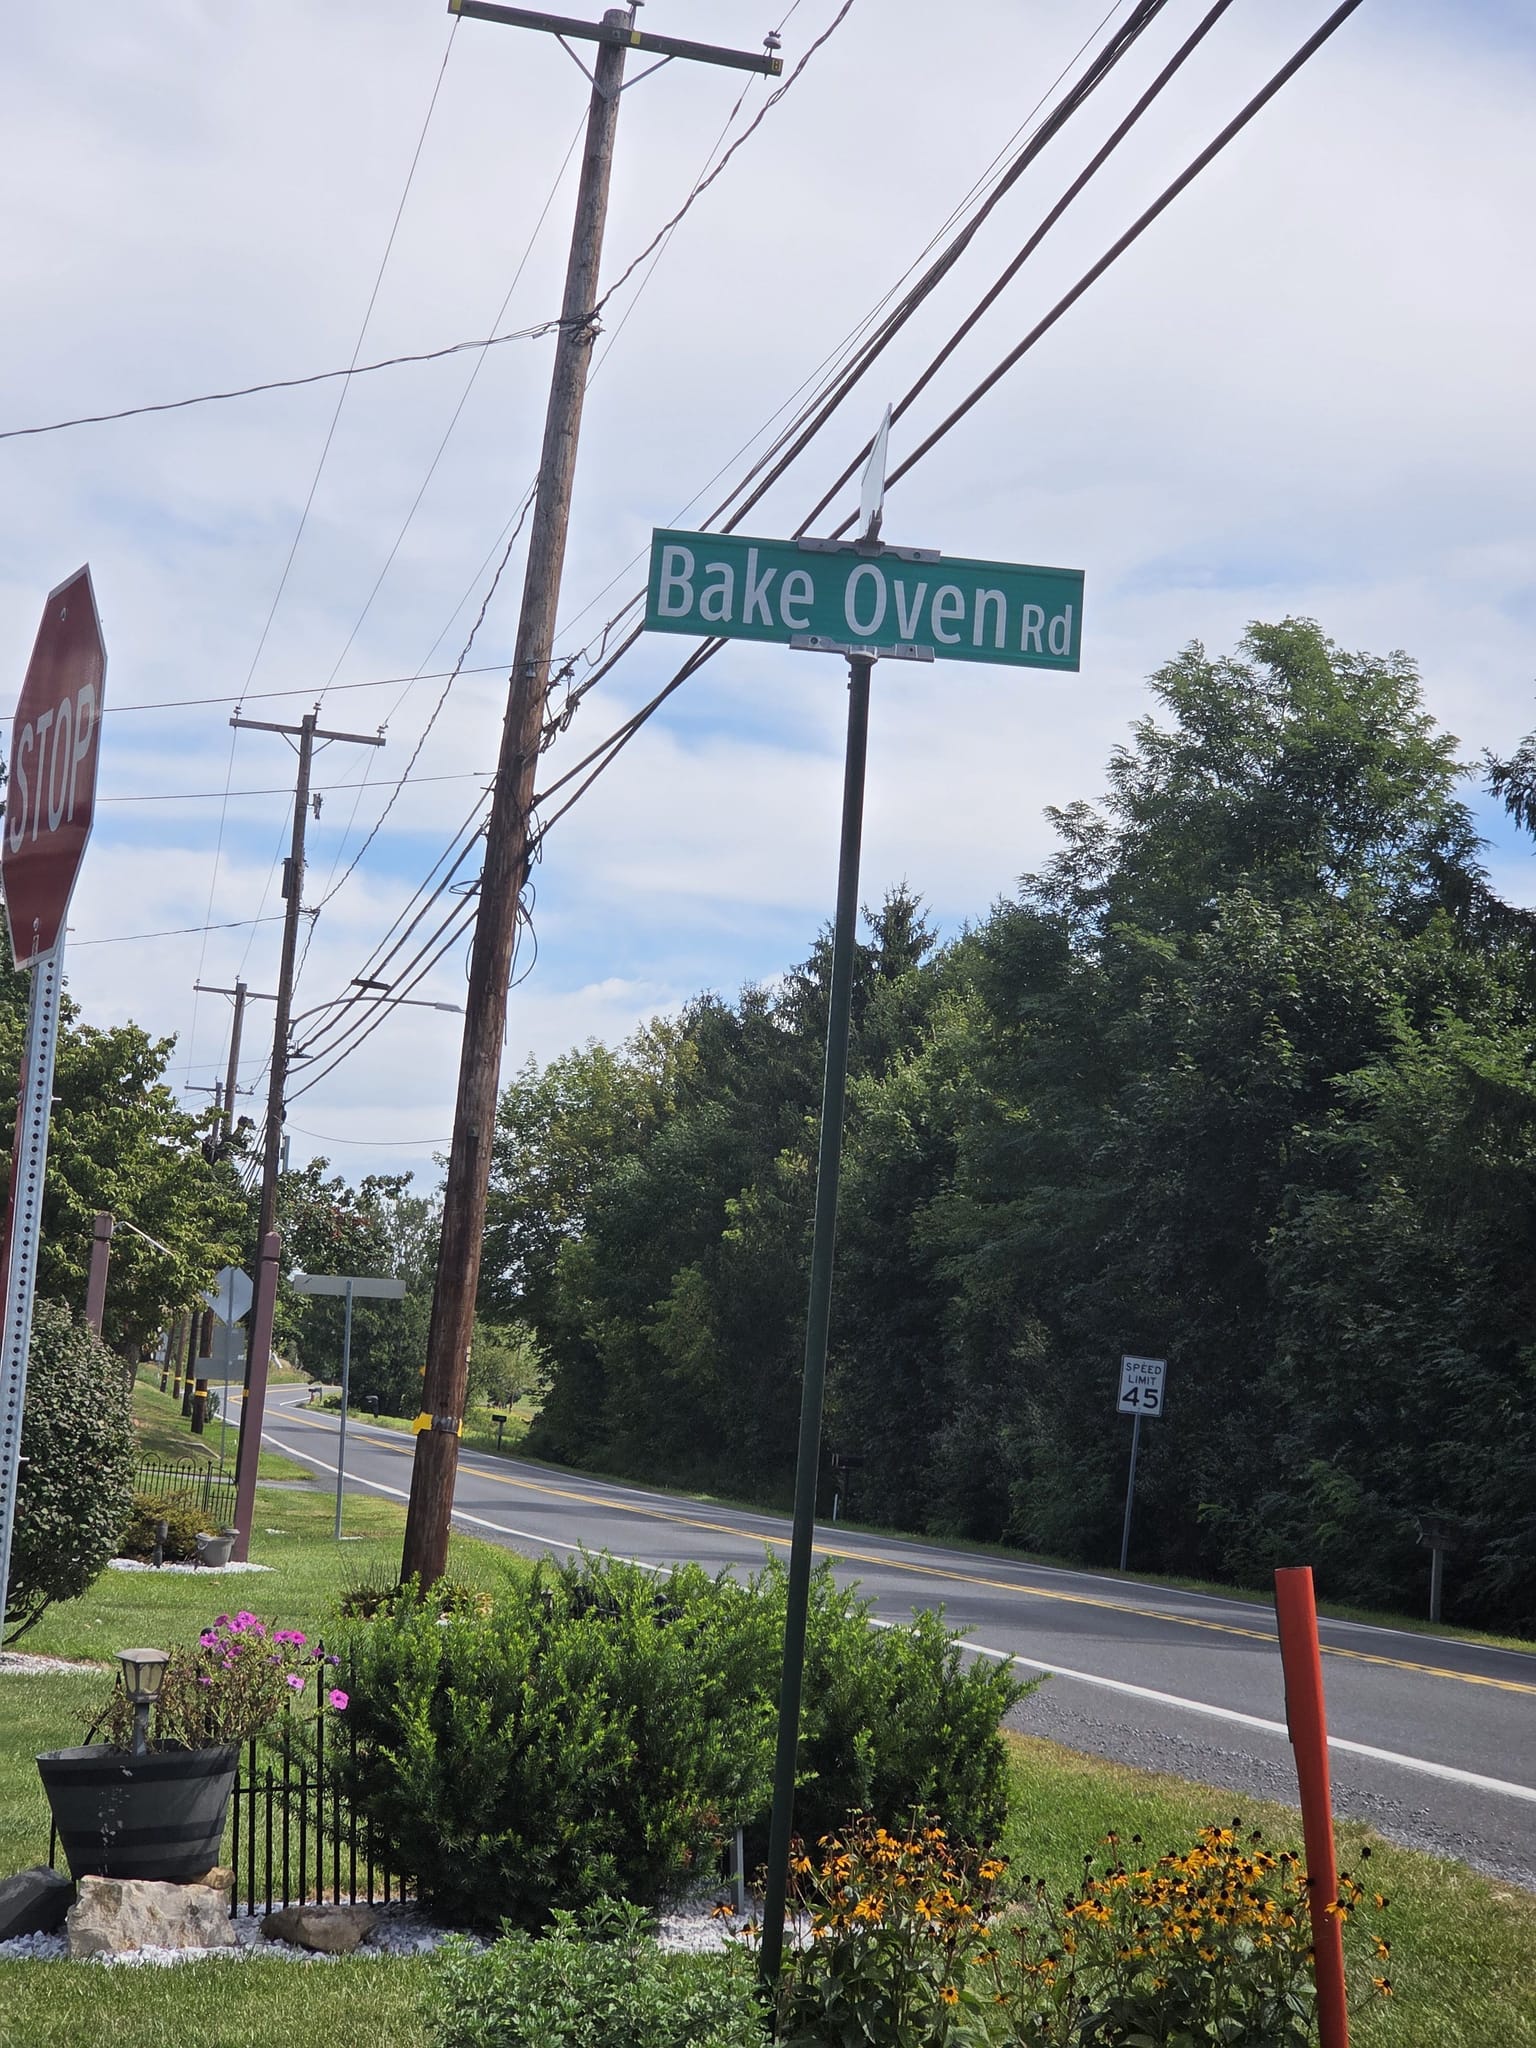 Bake Oven Rd
STOP
SPEED
LIMIT
45